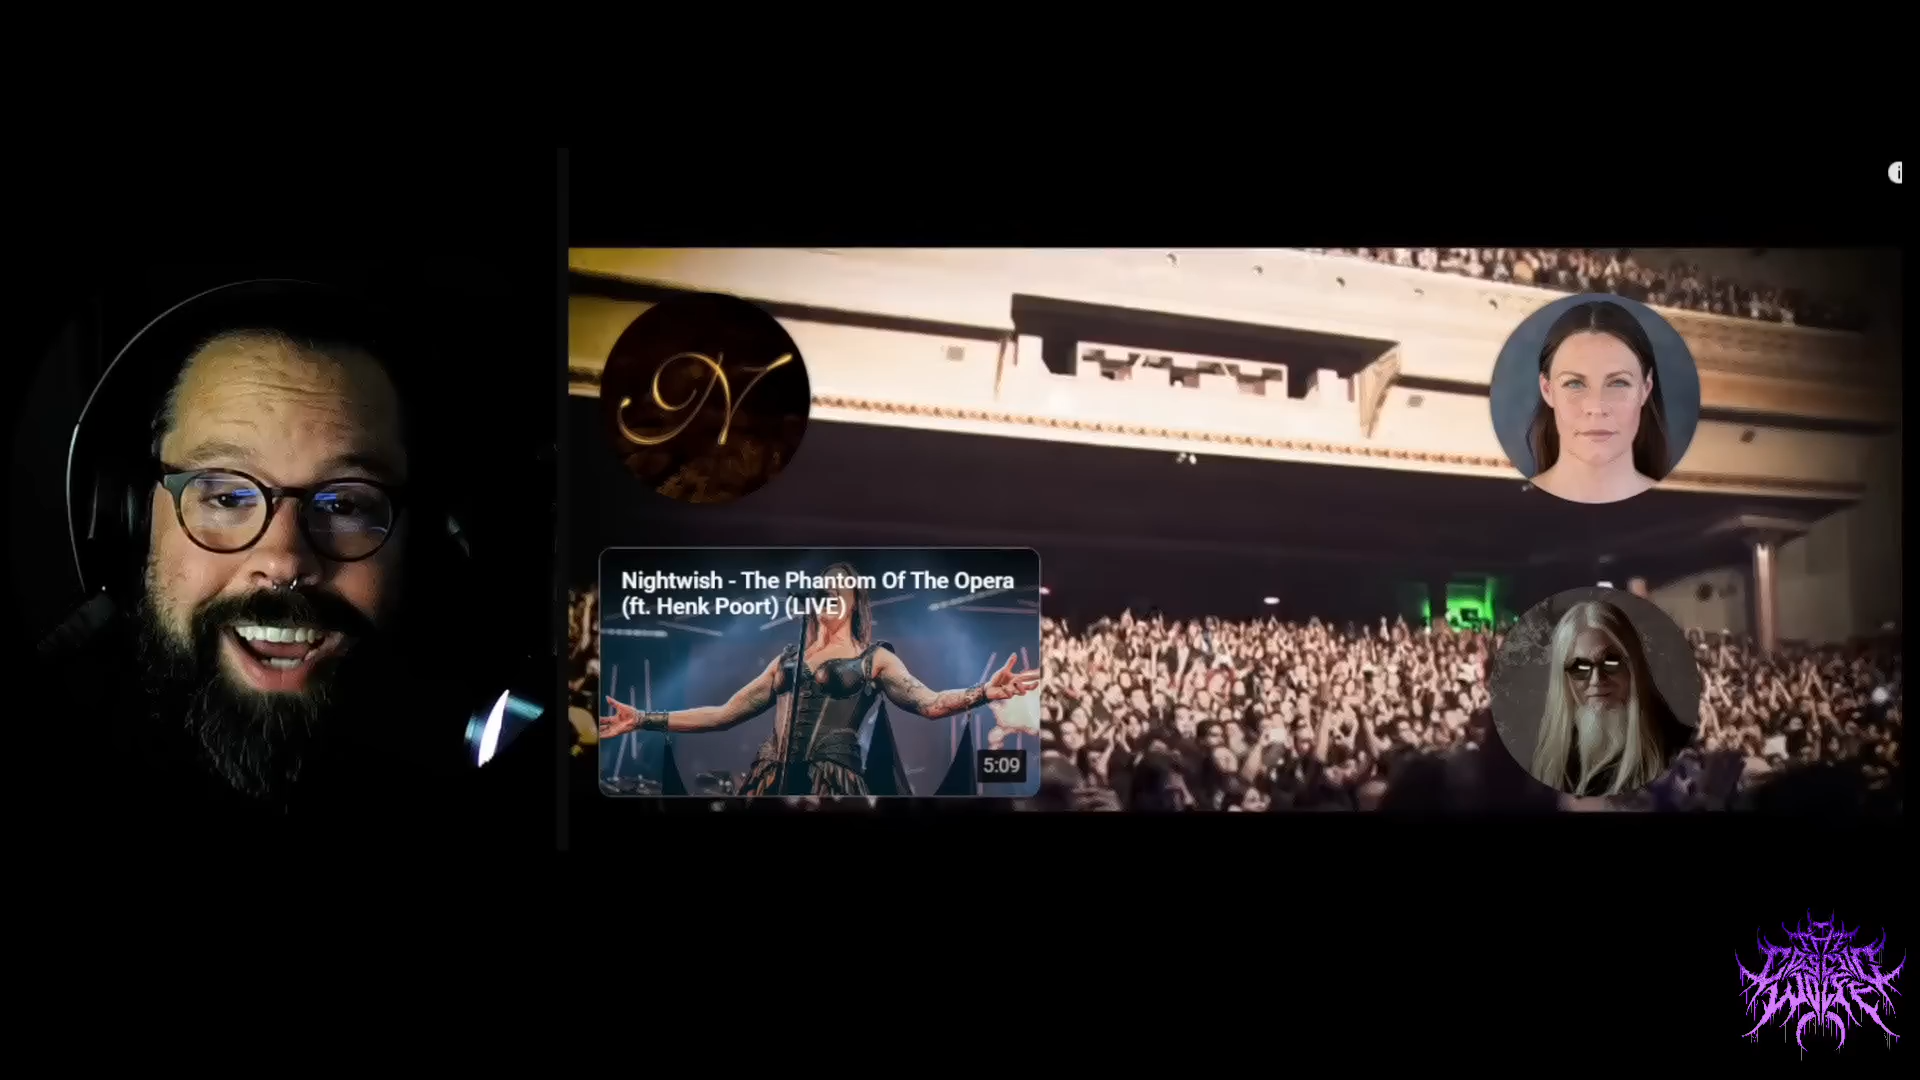 N
Nightwish - The Phantom Of The Opera
(ft. Henk Poort) (LIVE)
5:09